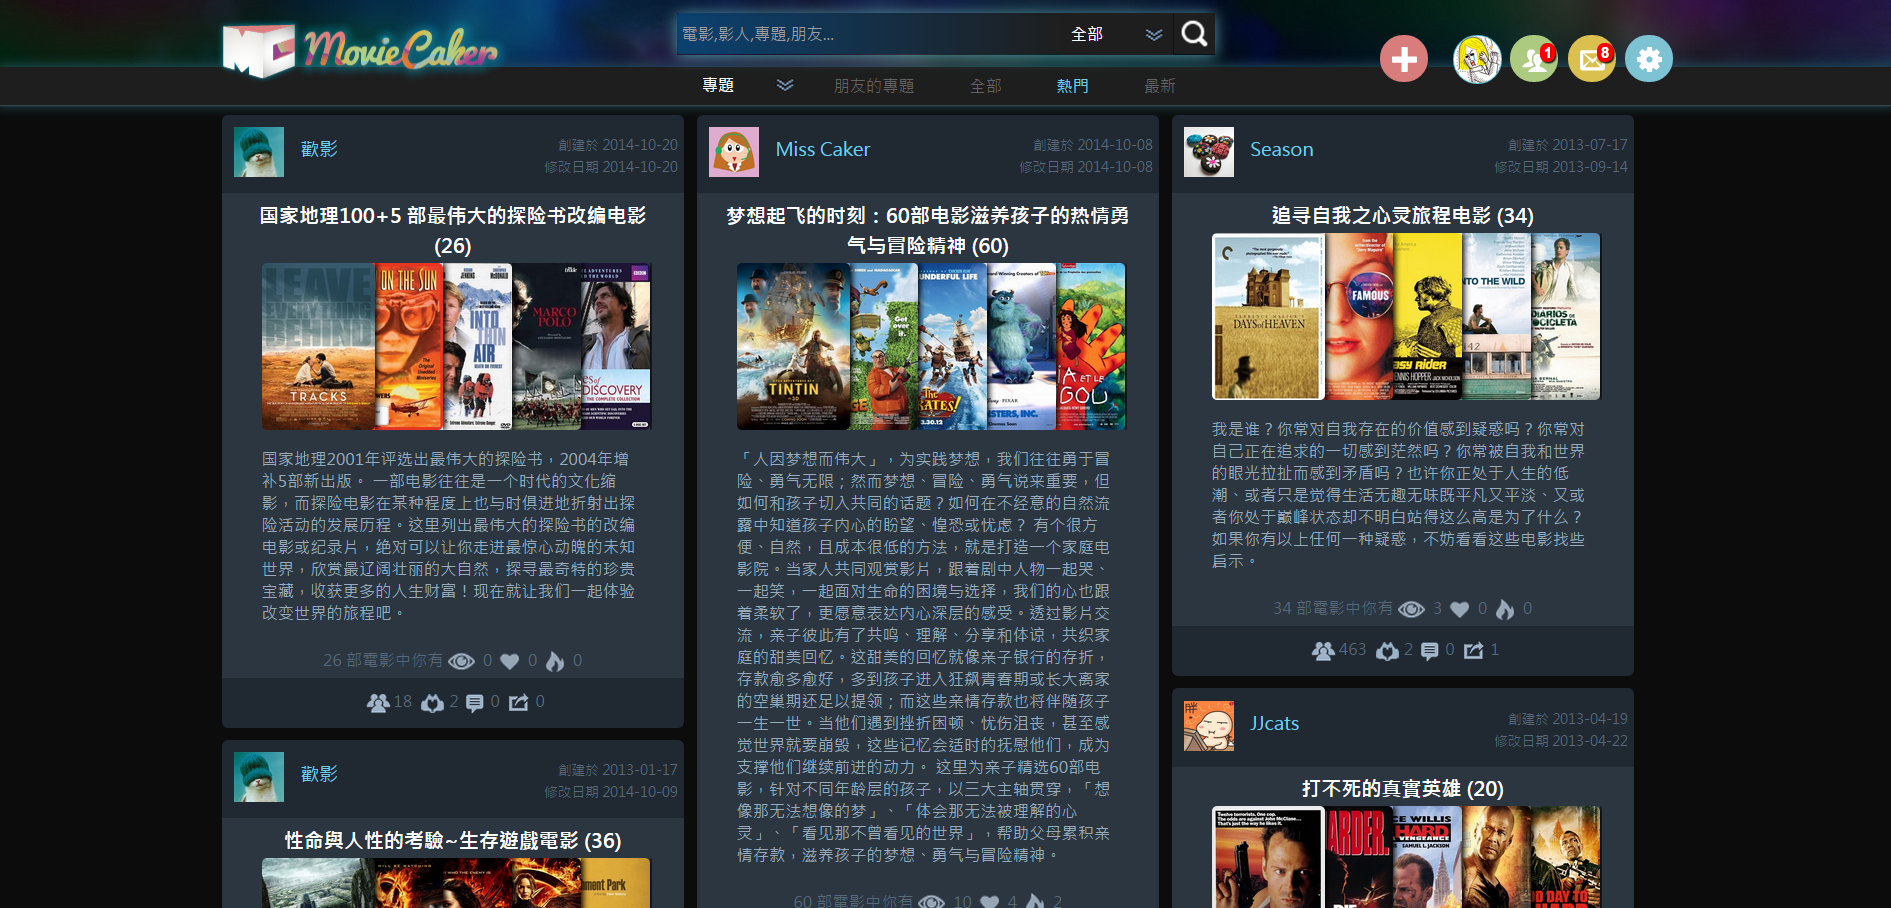 MovieCaker
電影,影人,專題,朋友...
全部
1
8
專題
朋友的專題
全部
熱門
最新
歡影
創建於 2014-10-20
修改日期 2014-10-20
国家地理100+5 部最伟大的探险书改编电影
(26)
LEAVE EVERYTHING BEHIND
TRACKS
ON THE SUN
INTO THIN AIR
MARCO POLO
DISCOVERY
国家地理2001年评选出最伟大的探险书，2004年增
补5部新出版。 一部电影往往是一个时代的文化缩
影，而探险电影在某种程度上也与时俱进地折射出探
险活动的发展历程。这里列出最伟大的探险书的改编
电影或纪录片，绝对可以让你走进最惊心动魄的未知
世界，欣赏最辽阔壮丽的大自然，探寻最奇特的珍贵
宝藏，收获更多的人生财富！现在就让我们一起体验
改变世界的旅程吧。
26 部電影中你有 0 0 0
18 2 0 0
歡影
創建於 2013-01-17
修改日期 2014-10-09
性命與人性的考驗~生存遊戲電影 (36)
Miss Caker
創建於 2014-10-08
修改日期 2014-10-08
梦想起飞的时刻：60部电影滋养孩子的热情勇
气与冒险精神 (60)
TINTIN
Get over it.
3.30.12
「人因梦想而伟大」，为实践梦想，我们往往勇于冒
险、勇气无限；然而梦想、冒险、勇气说来重要，但
如何和孩子切入共同的话题？如何在不经意的自然流
露中知道孩子内心的盼望、惶恐或忧虑？ 有个很方
便、自然，且成本很低的方法，就是打造一个家庭电
影院。当家人共同观赏影片，跟着剧中人物一起哭、
一起笑，一起面对生命的困境与选择，我们的心也跟
着柔软了，更愿意表达内心深层的感受。透过影片交
流，亲子彼此有了共鸣、理解、分享和体谅，共织家
庭的甜美回忆。这甜美的回忆就像亲子银行的存折，
存款愈多愈好，多到孩子进入狂飙青春期或长大离家
的空巢期还足以提领；而这些亲情存款也将伴随孩子
一生一世。当他们遇到挫折困顿、忧伤沮丧，甚至感
觉世界就要崩毁，这些记忆会适时的抚慰他们，成为
支撑他们继续前进的动力。 这里为亲子精选60部电
影，针对不同年龄层的孩子，以三大主轴贯穿，「想
像那无法想像的梦」、「体会那无法被理解的心
灵」、「看见那不曾看见的世界」，帮助父母累积亲
情存款，滋养孩子的梦想、勇气与冒险精神。
60 部電影中你有 10 4 2
Season
創建於 2013-07-17
修改日期 2013-09-14
追寻自我之心灵旅程电影 (34)
DAYS of HEAVEN
FAMOUS
easy Rider
INTO THE WILD
DIARIOS DE
MOTOCICLETA
我是谁？你常对自我存在的价值感到疑惑吗？你常对
自己正在追求的一切感到茫然吗？你常被自我和世界
的眼光拉扯而感到矛盾吗？也许你正处于人生的低
潮、或者只是觉得生活无趣无味既平凡又平淡、又或
者你处于巅峰状态却不明白站得这么高是为了什么？
如果你有以上任何一种疑惑，不妨看看这些电影找些
启示。
34 部電影中你有 3 0 0
463 2 0 1
JJcats
創建於 2013-04-19
修改日期 2013-04-22
打不死的真實英雄 (20)